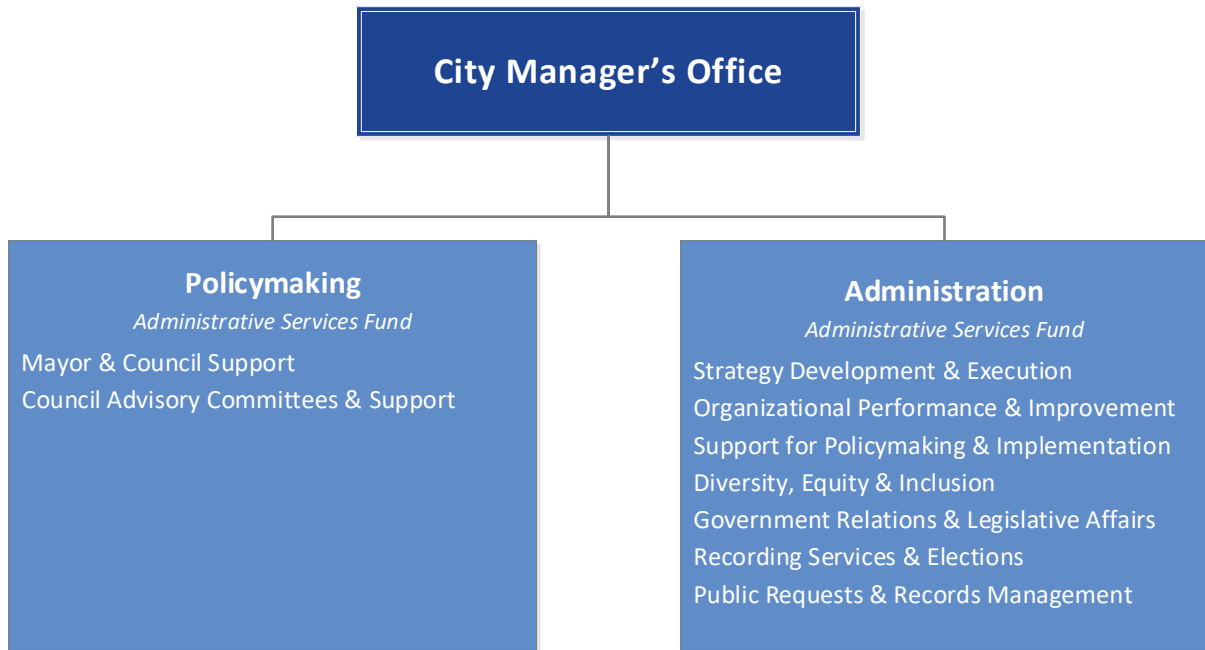 City Manager’s Office
Policymaking
Administrative Services Fund
Mayor & Council Support
Council Advisory Committees & Support
Administration
Administrative Services Fund
Strategy Development & Execution
Organizational Performance & Improvement
Support for Policymaking & Implementation
Diversity, Equity & Inclusion
Government Relations & Legislative Affairs
Recording Services & Elections
Public Requests & Records Management